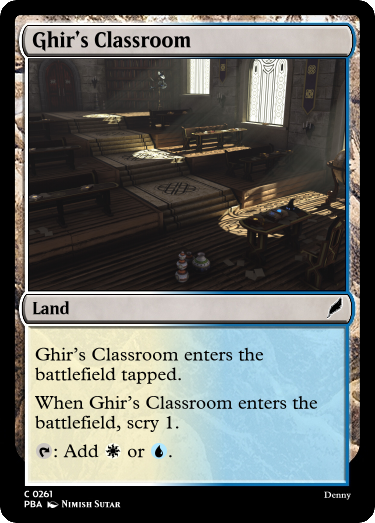 Ghir's Classroom
Land
Ghir's Classroom enters the
battlefield tapped.
When Ghir's Classroom enters the
battlefield, scry 1.
: Add or .
C 0261
Denny
PBA Nimish Sutar